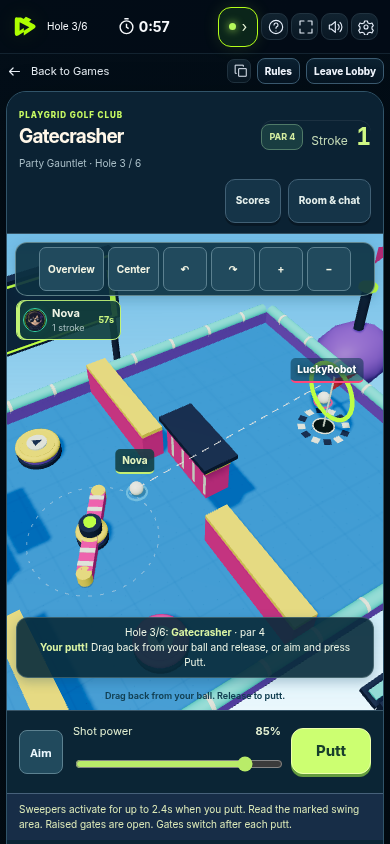 Hole 3/6
0:57
›
Back to Games
Rules
Leave Lobby
PLAYGRID GOLF CLUB
Gatecrasher
PAR 4
Stroke 1
Party Gauntlet · Hole 3 / 6
Scores
Room & chat
Overview
Center
↶
↷
+
−
Nova
1 stroke
57s
LuckyRobot
Nova
Hole 3/6: Gatecrasher · par 4
Your putt! Drag back from your ball and release, or aim and press
Putt.
Drag back from your ball. Release to putt.
Aim
Shot power
85%
Putt
Sweepers activate for up to 2.4s when you putt. Read the marked swing
area. Raised gates are open. Gates switch after each putt.